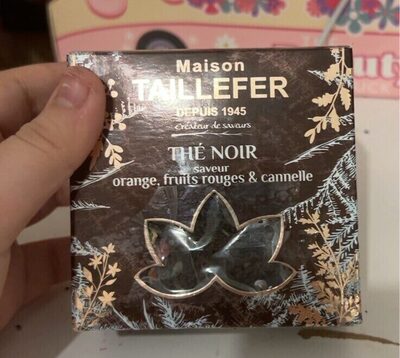 Maison
TAILLEFER
DEPUIS 1945
Créateur de saveurs
THÉ NOIR
saveur
orange, fruits rouges & cannelle